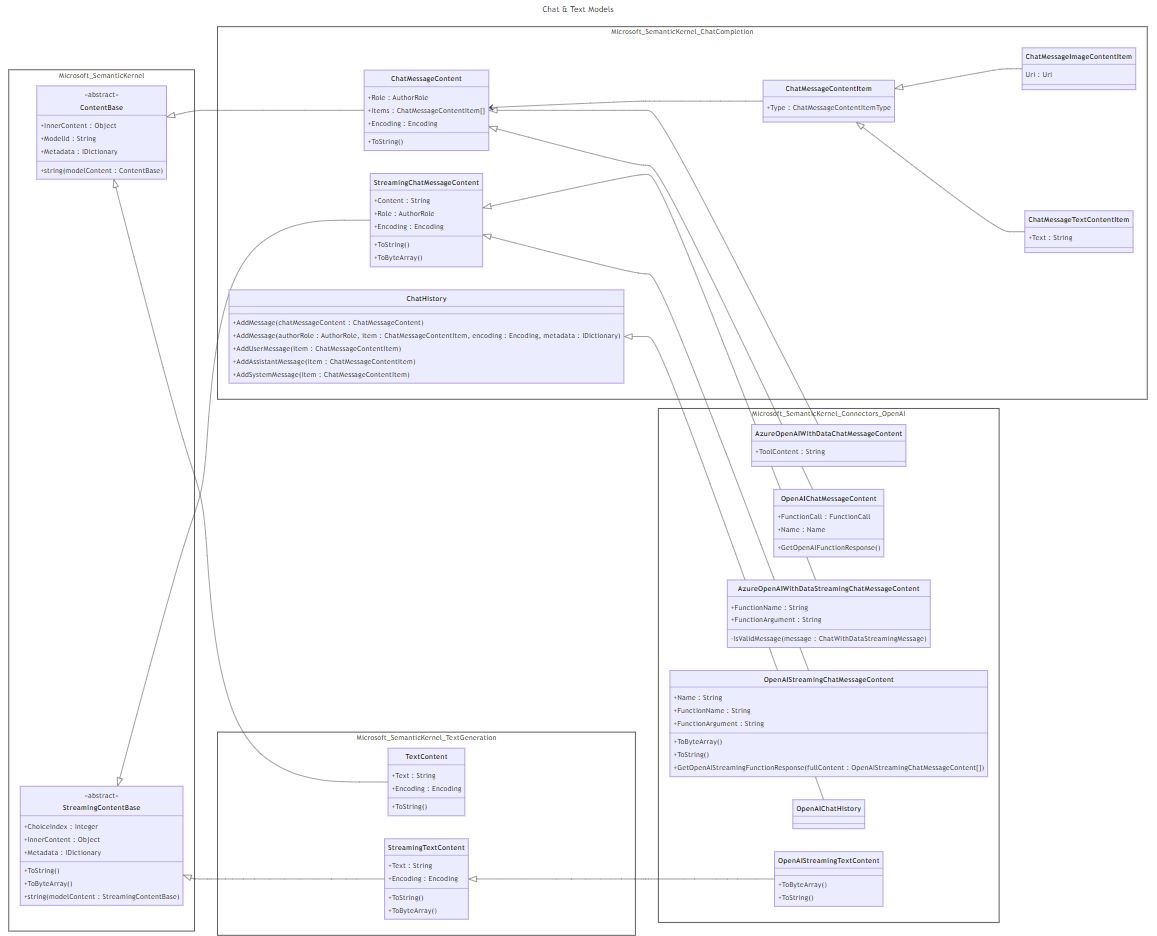 Chat & Text Models
Microsoft_SemanticKernel
«abstract»
ContentBase
+InnerContent : Object
+ModelId : String
+Metadata : IDictionary
+string(modelContent : ContentBase)
«abstract»
StreamingContentBase
+ChoiceIndex : Integer
+InnerContent : Object
+Metadata : IDictionary
+ToString()
+ToByteArray()
+string(modelContent : StreamingContentBase)
Microsoft_SemanticKernel_ChatCompletion
ChatMessageContent
+Role : AuthorRole
+Items : ChatMessageContentItem[]
+Encoding : Encoding
+ToString()
StreamingChatMessageContent
+Content : String
+Role : AuthorRole
+Encoding : Encoding
+ToString()
+ToByteArray()
ChatHistory
+AddMessage(chatMessageContent : ChatMessageContent)
+AddMessage(authorRole : AuthorRole, item : ChatMessageContentItem, encoding : Encoding, metadata : IDictionary)
+AddUserMessage(item : ChatMessageContentItem)
+AddAssistantMessage(item : ChatMessageContentItem)
+AddSystemMessage(item : ChatMessageContentItem)
ChatMessageContentItem
+Type : ChatMessageContentItemType
ChatMessageImageContentItem
Uri : Uri
ChatMessageTextContentItem
+Text : String
Microsoft_SemanticKernel_Connectors_OpenAI
AzureOpenAIWithDataChatMessageContent
+ToolContent : String
OpenAIChatMessageContent
+FunctionCall : FunctionCall
+Name : Name
+GetOpenAIFunctionResponse()
AzureOpenAIWithDataStreamingChatMessageContent
+FunctionName : String
+FunctionArgument : String
-IsValidMessage(message : ChatWithDataStreamingMessage)
OpenAIStreamingChatMessageContent
+Name : String
+FunctionName : String
+FunctionArgument : String
+ToByteArray()
+ToString()
+GetOpenAIStreamingFunctionResponse(fullContent : OpenAIStreamingChatMessageContent[])
OpenAIChatHistory
OpenAIStreamingTextContent
+ToByteArray()
+ToString()
Microsoft_SemanticKernel_TextGeneration
TextContent
+Text : String
+Encoding : Encoding
+ToString()
StreamingTextContent
+Text : String
+Encoding : Encoding
+ToString()
+ToByteArray()